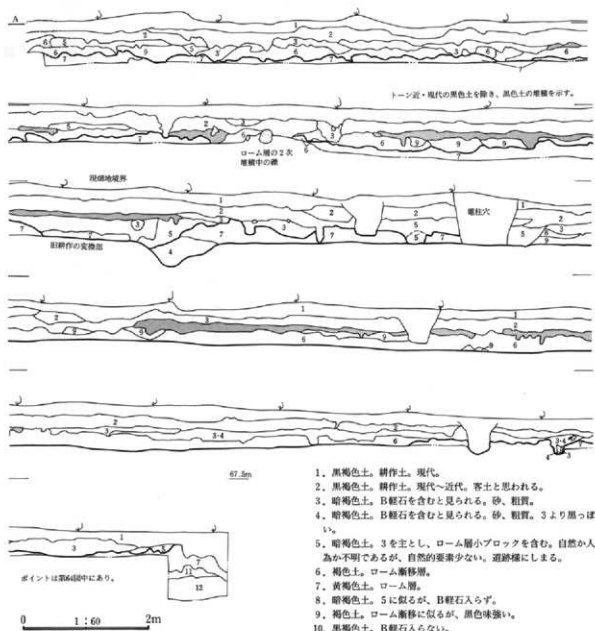 A
トーン近・現代の黒色土を除き、黒色土の堆積を示す。
ローム層の2次
堆積中の礫
現畑地境界
電柱穴
旧耕作の変換部
67.5m
1. 黒褐色土。耕作土。現代。
2. 黒褐色土。耕作土。現代~近代。客土と思われる。
3. 暗褐色土。B軽石を含むと見られる。砂、粗質。
4. 暗褐色土。B軽石を含むと見られる。砂、粗質。3より黒っぽ
い。
5. 暗褐色土。3を主とし、ローム層小ブロックを含む。自然か人
為か不明であるが、自然的要素少ない。道跡様にしまる。
6. 褐色土。ローム漸移層。
7. 黄褐色土。ローム層。
8. 暗褐色土。5に似るが、B軽石入らず。
9. 褐色土。ローム漸移に似るが、黒色味強い。
10. 黒褐色土。B軽石入らない。
ポイントは第64図中にあり。
0 1:60 2m